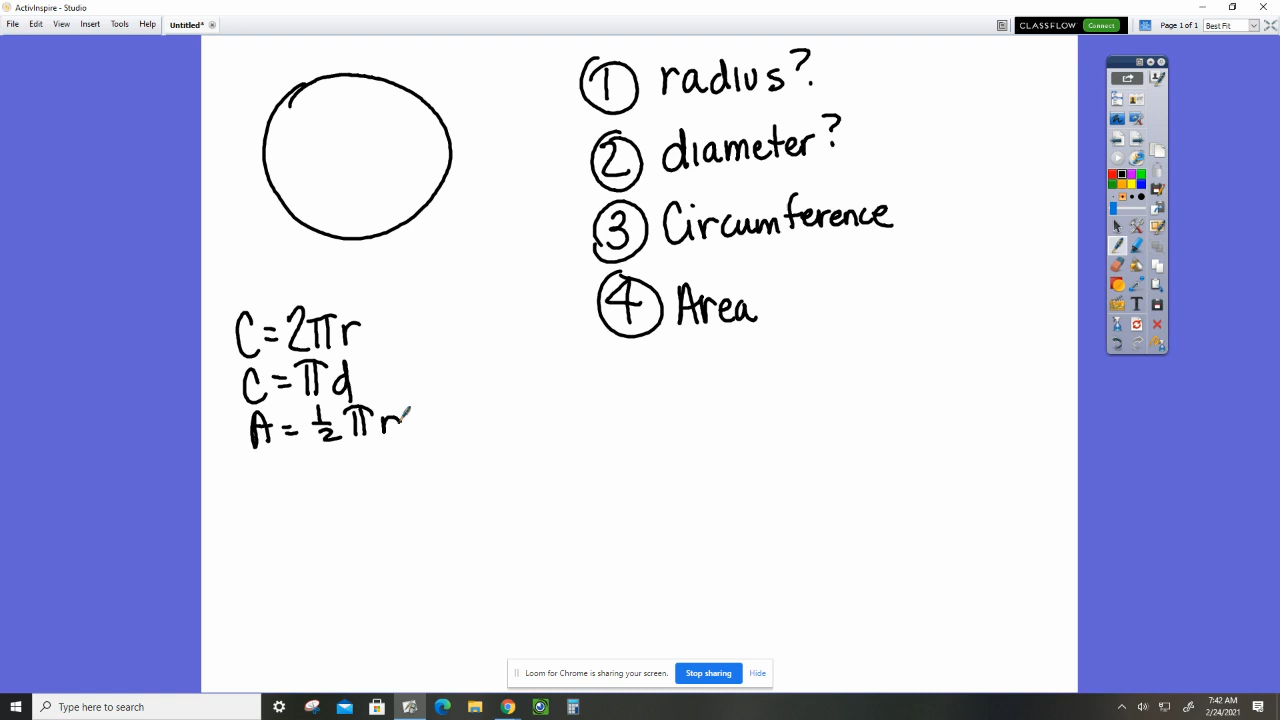 ActivInspire - Studio
File Edit View Insert Tools Help Untitled*
CLASSFLOW Connect Page 1 of 1 Best Fit
1 radius?
2 diameter?
3 Circumference
4 Area
C = 2πr
C = πd
A = 1/2 πr
Loom for Chrome is sharing your screen. Stop sharing Hide
Type here to search
7:42 AM
2/24/2021